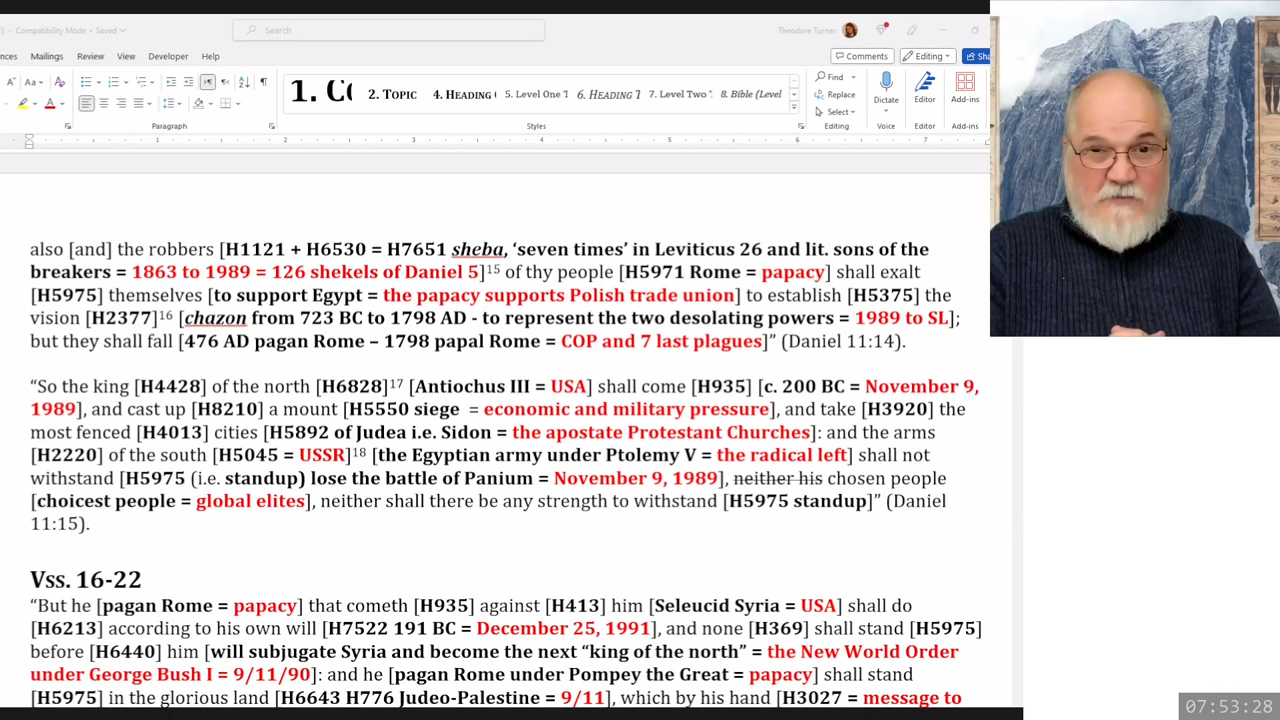 - Compatibility Mode • Saved
Search
Theodore Turner
nces Mailings Review View Developer Help
Comments Editing Sha
1. Co 2. Topic 4. Heading 5. Level One T 6. Heading T 7. Level Two T 8. Bible (Level
Find
Replace
Select
Dictate
Editor
Add-ins
Paragraph Styles Editing Voice Editor Add-ins
1 2 3 4 5 6 7
also [and] the robbers [H1121 + H6530 = H7651 sheba, ‘seven times’ in Leviticus 26 and lit. sons of the
breakers = 1863 to 1989 = 126 shekels of Daniel 5]15 of thy people [H5971 Rome = papacy] shall exalt
[H5975] themselves [to support Egypt = the papacy supports Polish trade union] to establish [H5375] the
vision [H2377]16 [chazon from 723 BC to 1798 AD - to represent the two desolating powers = 1989 to SL];
but they shall fall [476 AD pagan Rome – 1798 papal Rome = COP and 7 last plagues]” (Daniel 11:14).
“So the king [H4428] of the north [H6828]17 [Antiochus III = USA] shall come [H935] [c. 200 BC = November 9,
1989], and cast up [H8210] a mount [H5550 siege = economic and military pressure], and take [H3920] the
most fenced [H4013] cities [H5892 of Judea i.e. Sidon = the apostate Protestant Churches]: and the arms
[H2220] of the south [H5045 = USSR]18 [the Egyptian army under Ptolemy V = the radical left] shall not
withstand [H5975 (i.e. standup) lose the battle of Panium = November 9, 1989], neither his chosen people
[choicest people = global elites], neither shall there be any strength to withstand [H5975 standup]” (Daniel
11:15).
Vss. 16-22
“But he [pagan Rome = papacy] that cometh [H935] against [H413] him [Seleucid Syria = USA] shall do
[H6213] according to his own will [H7522 191 BC = December 25, 1991], and none [H369] shall stand [H5975]
before [H6440] him [will subjugate Syria and become the next “king of the north” = the New World Order
under George Bush I = 9/11/90]: and he [pagan Rome under Pompey the Great = papacy] shall stand
[H5975] in the glorious land [H6643 H776 Judeo-Palestine = 9/11], which by his hand [H3027 = message to
07:53:28